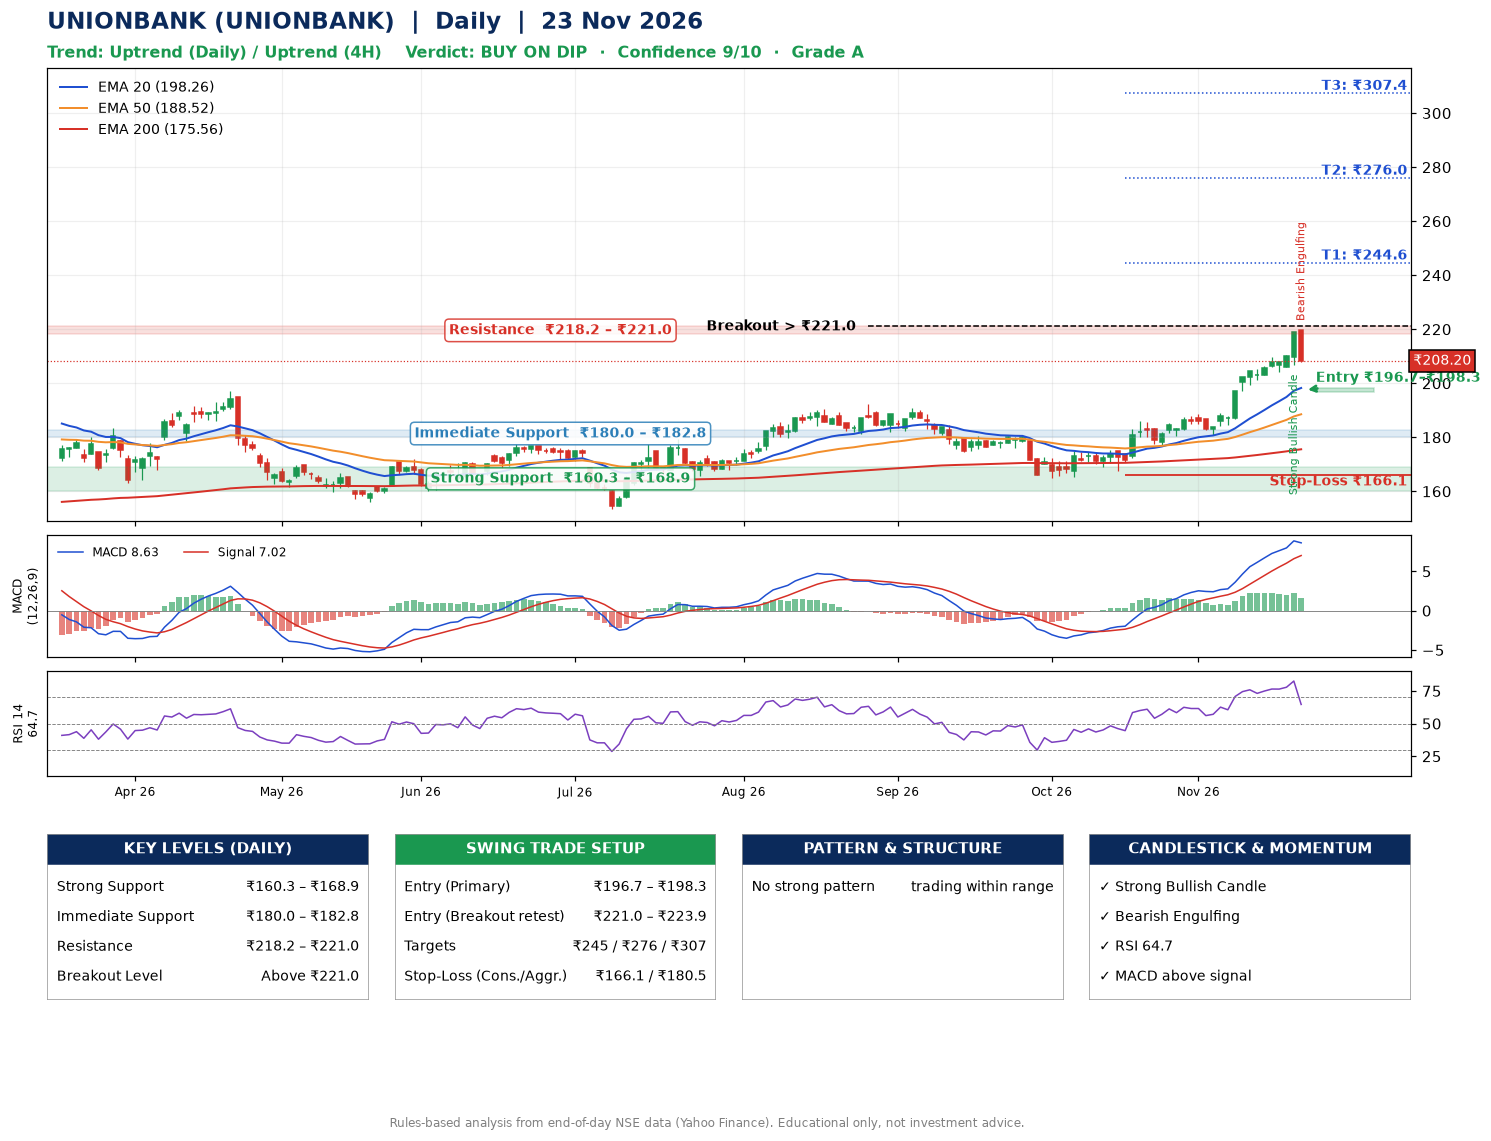 UNIONBANK (UNIONBANK) | Daily | 23 Nov 2026
Trend: Uptrend (Daily) / Uptrend (4H) Verdict: BUY ON DIP · Confidence 9/10 · Grade A
EMA 20 (198.26)
EMA 50 (188.52)
EMA 200 (175.56)
T3: ₹307.4
T2: ₹276.0
T1: ₹244.6
Bearish Engulfing
Resistance ₹218.2 – ₹221.0
Breakout > ₹221.0
₹208.20
Entry ₹196.7–₹198.3
Strong Bullish Candle
Immediate Support ₹180.0 – ₹182.8
Strong Support ₹160.3 – ₹168.9
Stop-Loss ₹166.1
300
280
260
240
220
200
180
160
MACD 8.63 Signal 7.02
MACD
(12,26,9)
5
0
−5
RSI 14
64.7
75
50
25
Apr 26 May 26 Jun 26 Jul 26 Aug 26 Sep 26 Oct 26 Nov 26
KEY LEVELS (DAILY)
Strong Support ₹160.3 – ₹168.9
Immediate Support ₹180.0 – ₹182.8
Resistance ₹218.2 – ₹221.0
Breakout Level Above ₹221.0
SWING TRADE SETUP
Entry (Primary) ₹196.7 – ₹198.3
Entry (Breakout retest) ₹221.0 – ₹223.9
Targets ₹245 / ₹276 / ₹307
Stop-Loss (Cons./Aggr.) ₹166.1 / ₹180.5
PATTERN & STRUCTURE
No strong pattern trading within range
CANDLESTICK & MOMENTUM
✓ Strong Bullish Candle
✓ Bearish Engulfing
✓ RSI 64.7
✓ MACD above signal
Rules-based analysis from end-of-day NSE data (Yahoo Finance). Educational only, not investment advice.